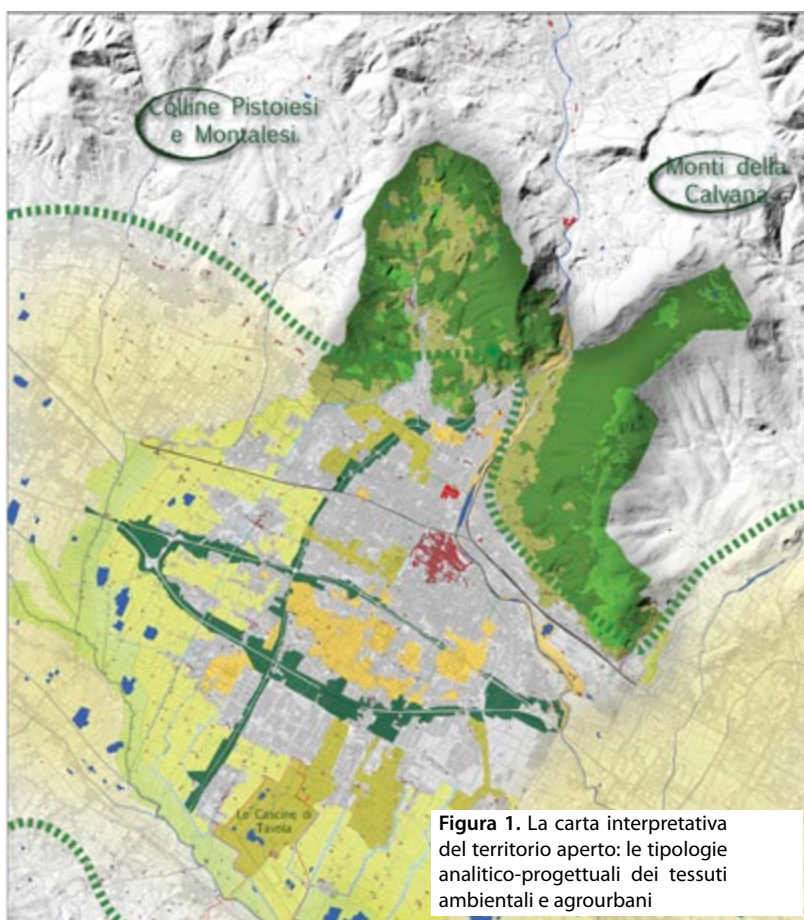 Colline Pistoiesi
e Montalesi
Monti della
Calvana
Le Cascine di
Tavola
Figura 1. La carta interpretativa
del territorio aperto: le tipologie
analitico-progettuali dei tessuti
ambientali e agrourbani